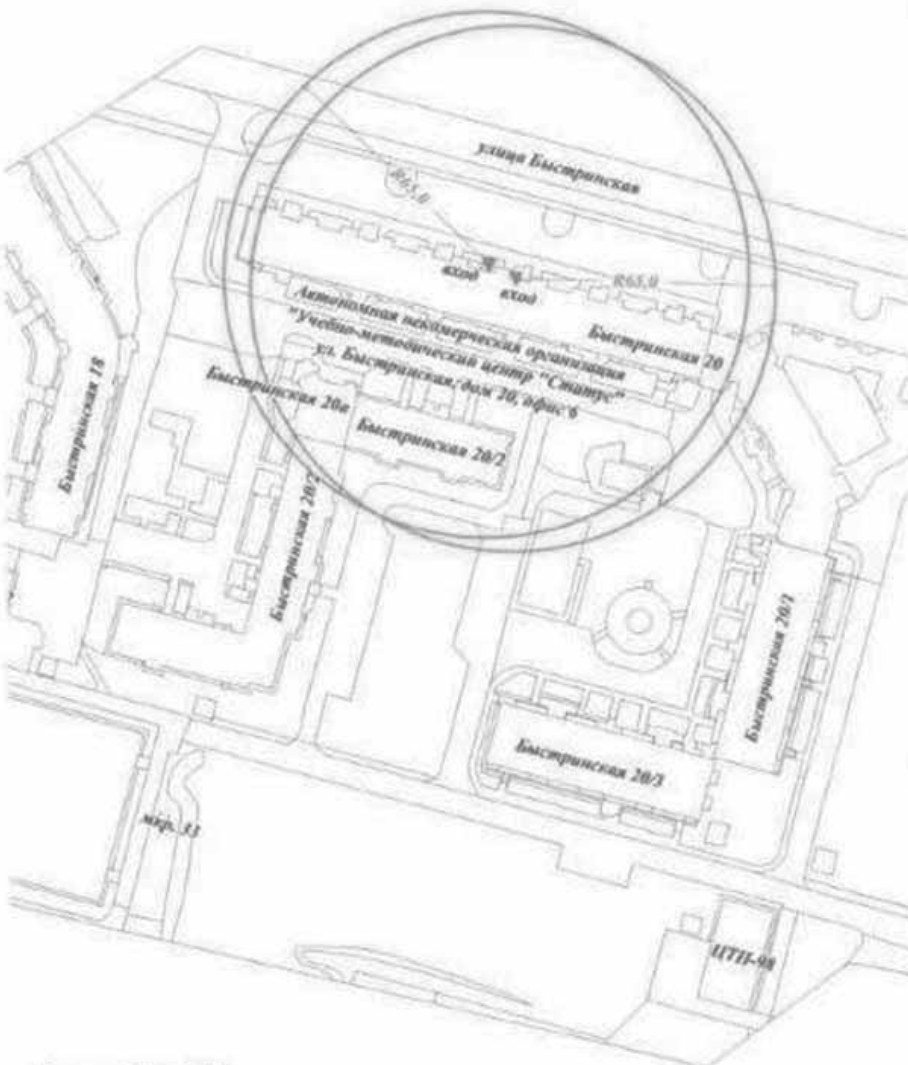 улица Быстринская
R65,0
вход
вход
R65,0
Автономная некомерческая организация
"Учебно-методический центр "Статус"
ул. Быстринская, дом 20, офис 6
Быстринская 20
Быстринская 18
Быстринская 20в
Быстринская 20/2
Быстринская 20/2
Быстринская 20/1
Быстринская 20/3
мкр. 33
ЦТП-98